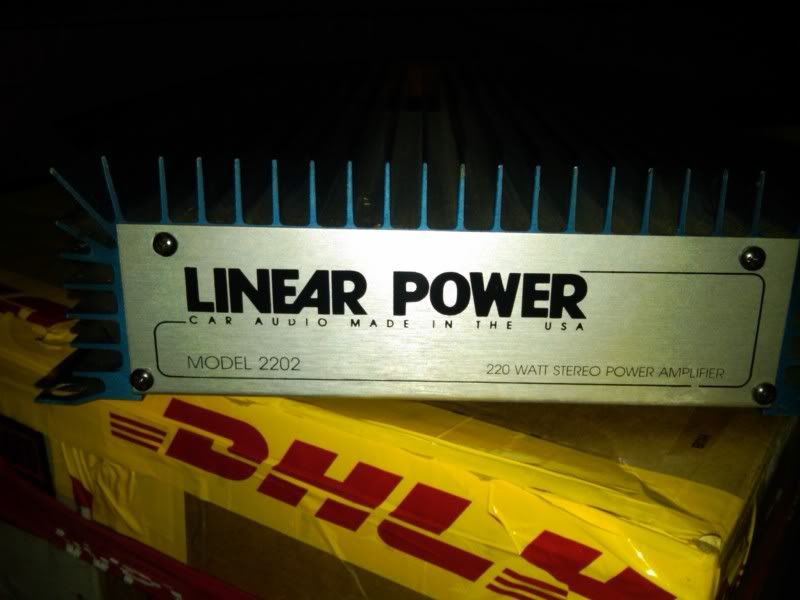 LINEAR POWER
CAR AUDIO MADE IN THE USA
MODEL 2202
220 WATT STEREO POWER AMPLIFIER
DHL